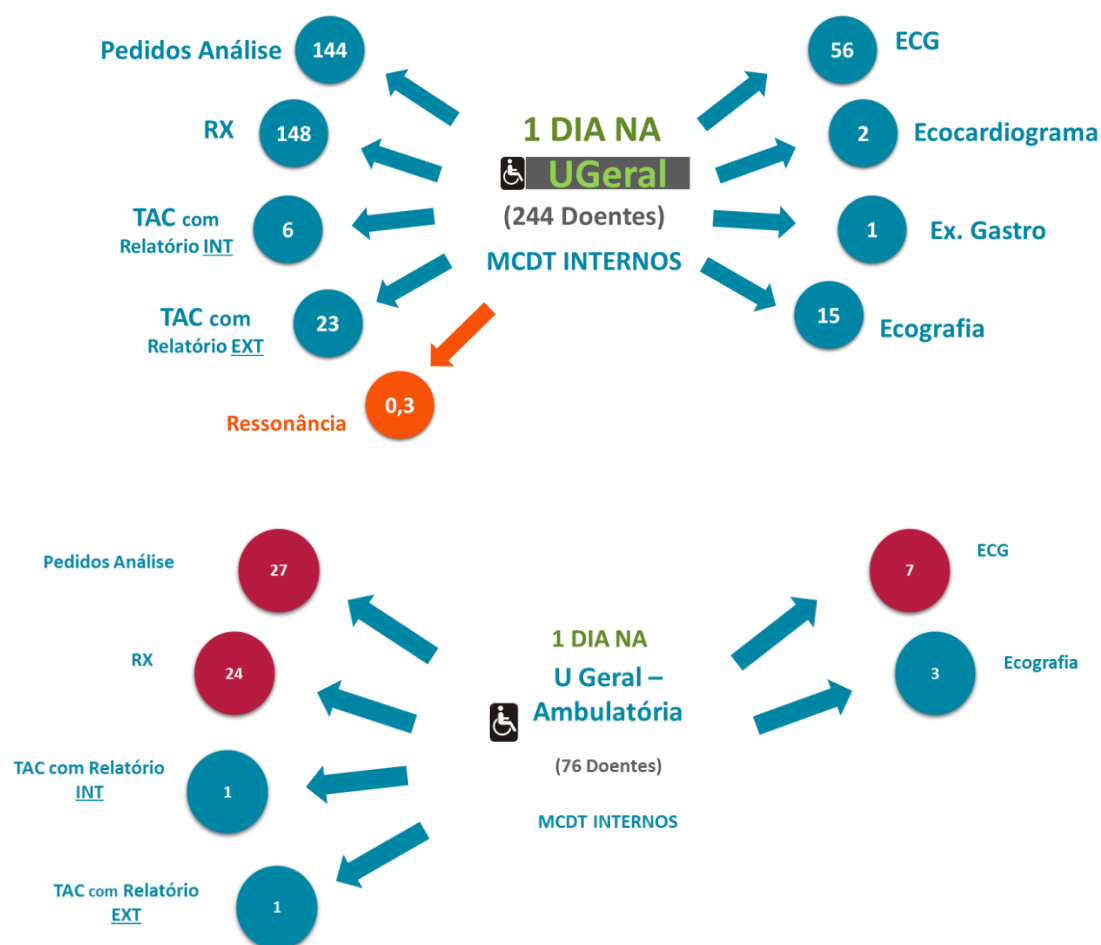 Pedidos Análise
144
RX
148
TAC com
Relatório INT
6
TAC com
Relatório EXT
23
Ressonância
0,3
1 DIA NA
UGeral
(244 Doentes)
MCDT INTERNOS
56
ECG
2
Ecocardiograma
1
Ex. Gastro
15
Ecografia
Pedidos Análise
27
RX
24
TAC com Relatório
INT
1
TAC com Relatório
EXT
1
1 DIA NA
U Geral –
Ambulatória
(76 Doentes)
MCDT INTERNOS
7
ECG
3
Ecografia